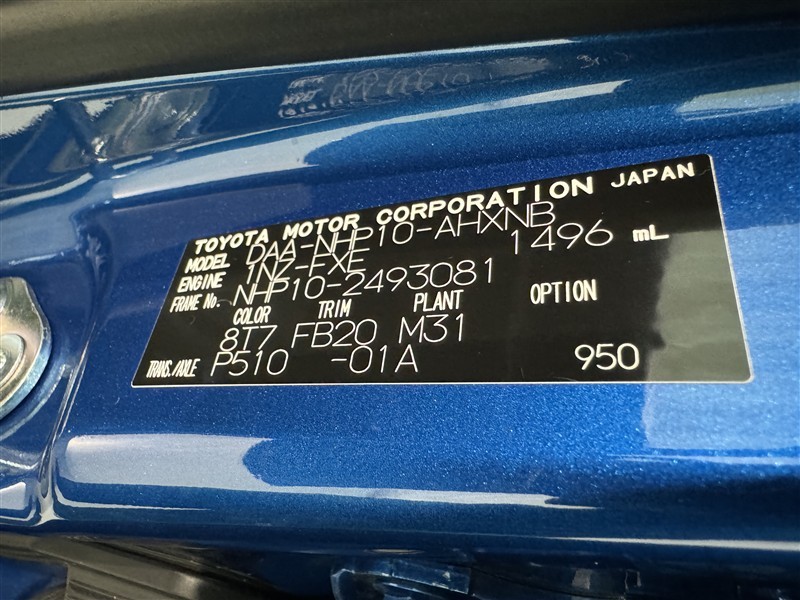 TOYOTA MOTOR CORPORATION JAPAN
MODEL DAA-NHP10-AHXNB
ENGINE 1NZ-FXE 1496 mL
FRAME No. NHP10-2493081
COLOR TRIM PLANT OPTION
8T7 FB20 M31
TRANS./AXLE P510 -01A 950